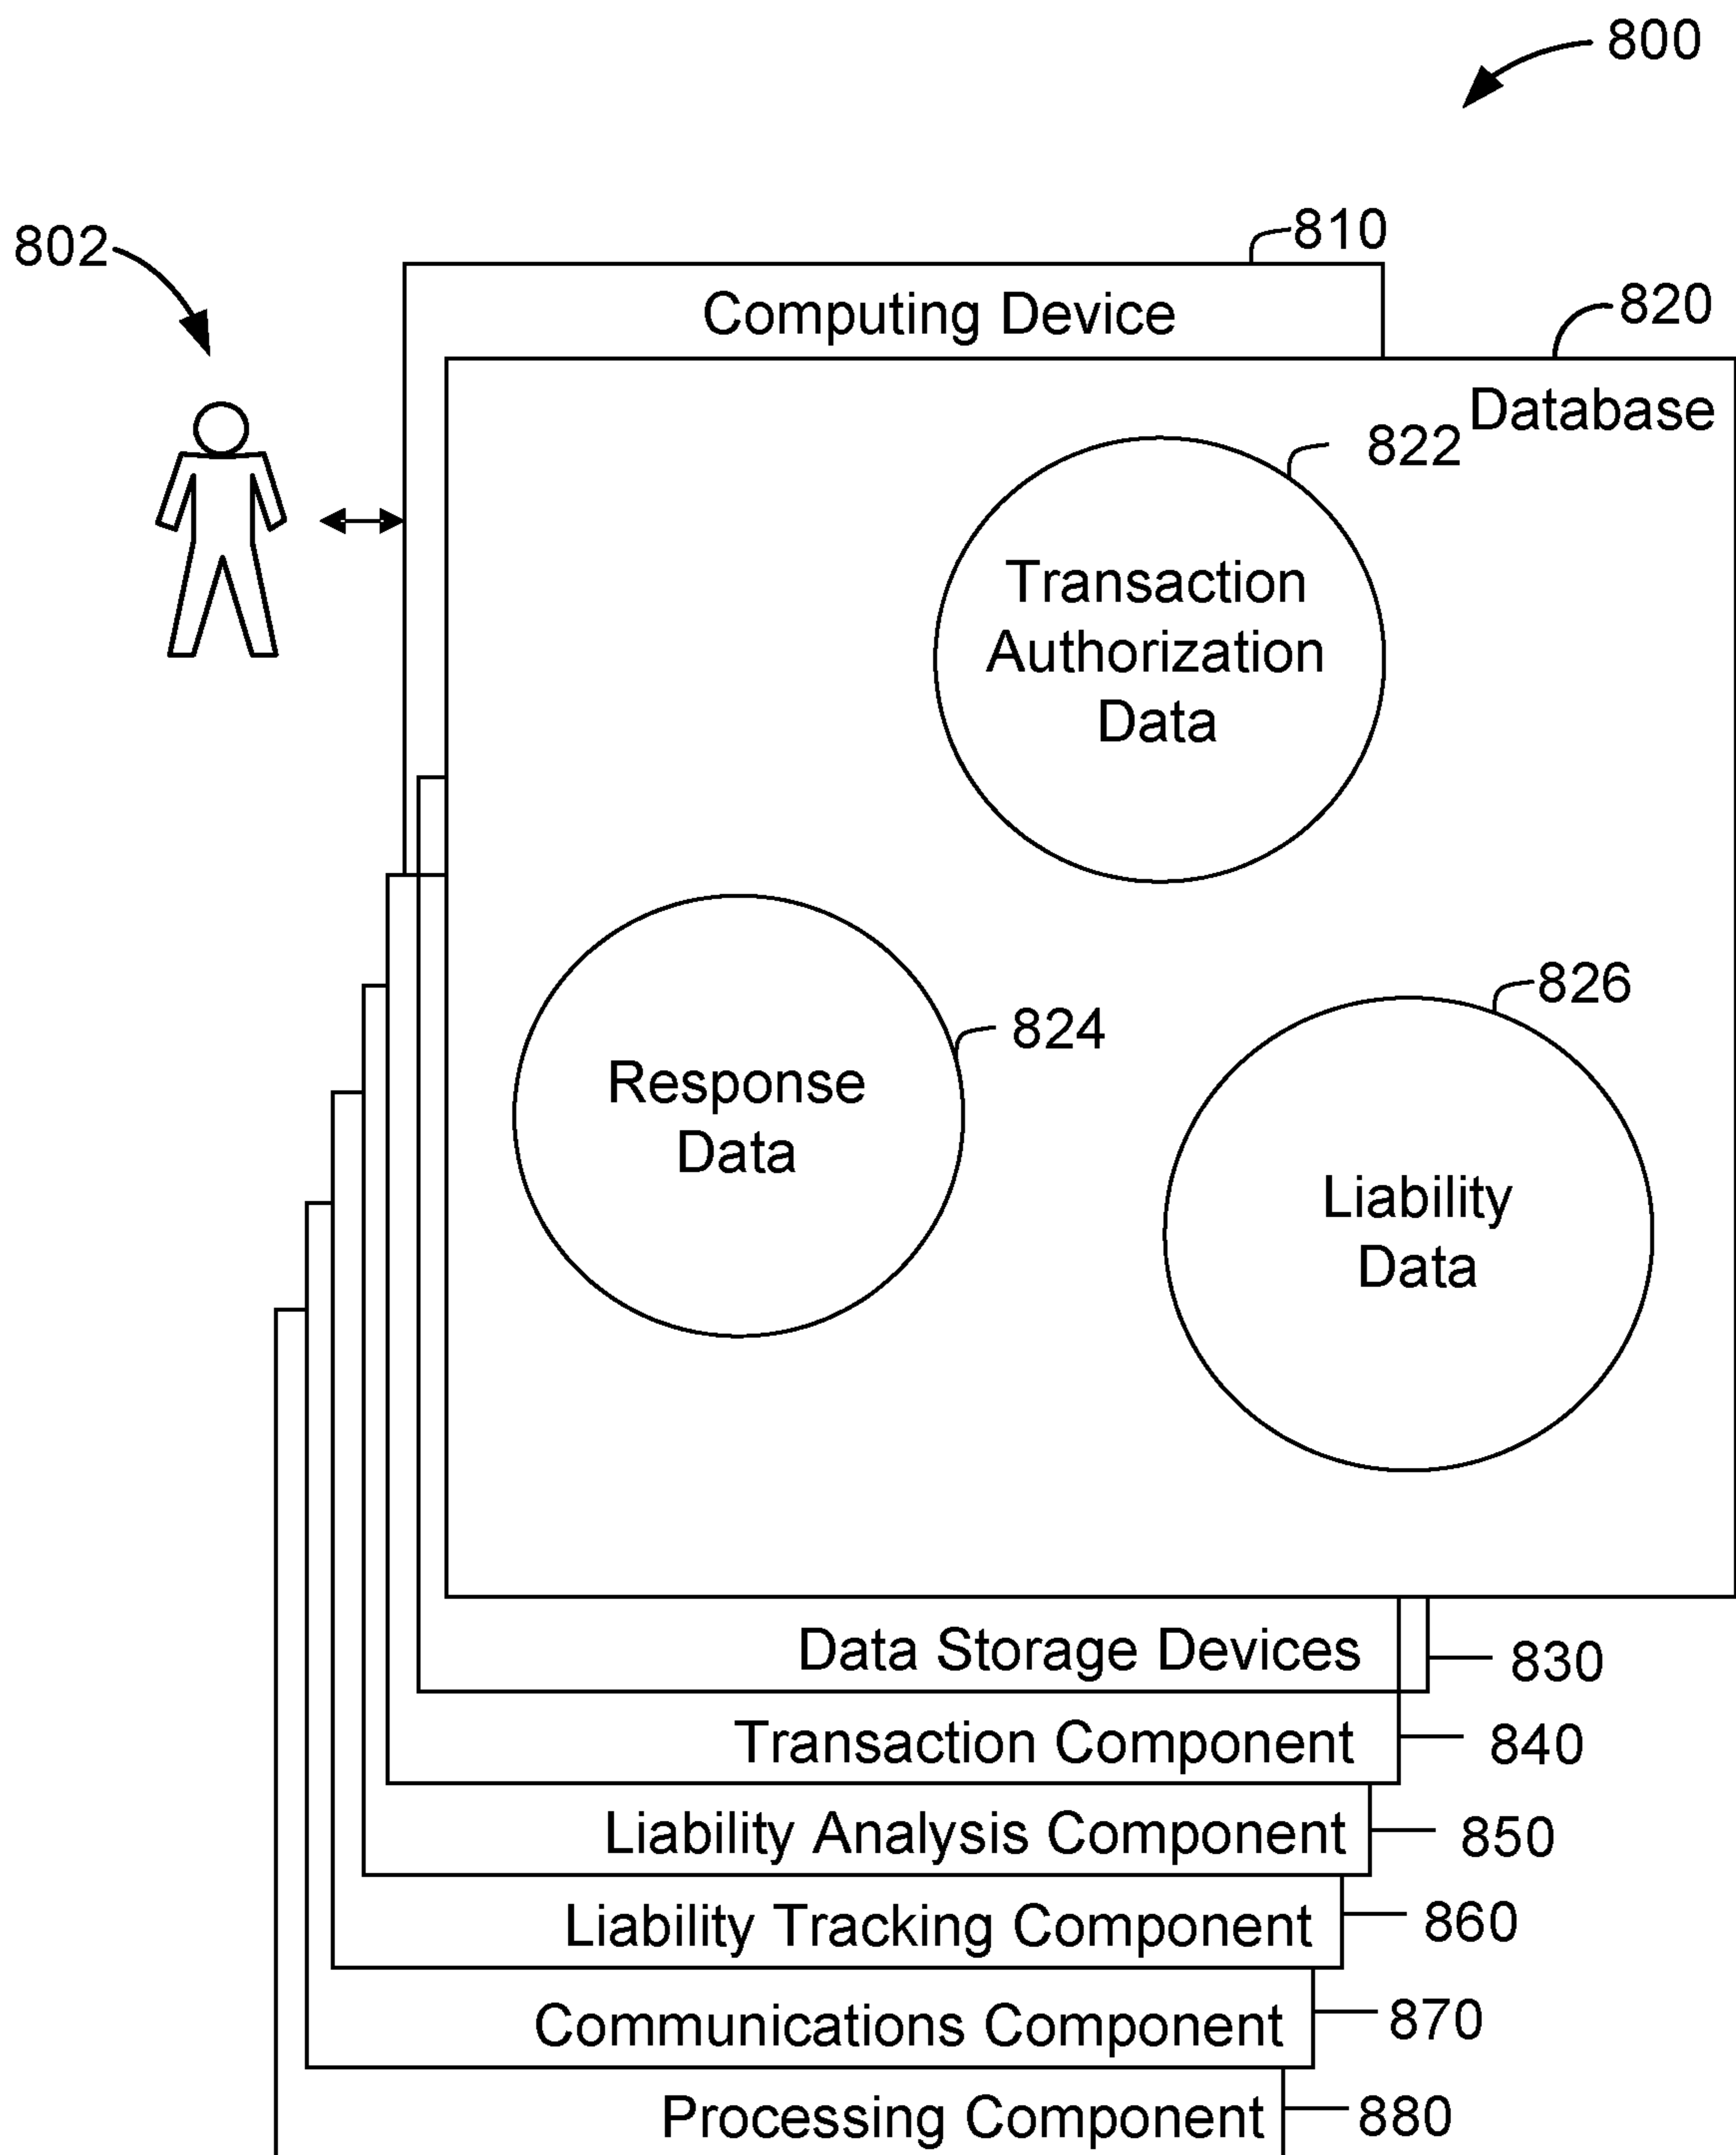 800
802
810
Computing Device
820
Database
822
Transaction
Authorization
Data
826
824
Response
Data
Liability
Data
Data Storage Devices
830
Transaction Component
840
Liability Analysis Component
850
Liability Tracking Component
860
Communications Component
870
Processing Component
880